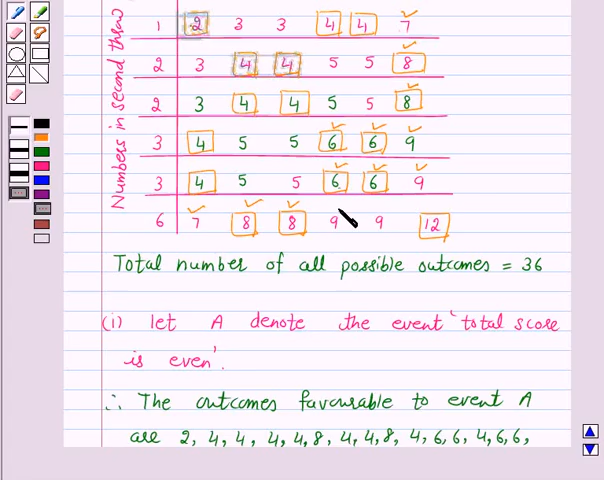 Numbers in second throw
1 2 3 3 4 4 7
2 3 4 4 5 5 8
2 3 4 4 5 5 8
3 4 5 5 6 6 9
3 4 5 5 6 6 9
6 7 8 8 9 9 12
Total number of all possible outcomes = 36
(i) let A denote the event 'total score
is even'.
∴ The outcomes favourable to event A
are 2, 4, 4, 4, 4, 8, 4, 4, 8, 4, 6, 6, 4, 6, 6,